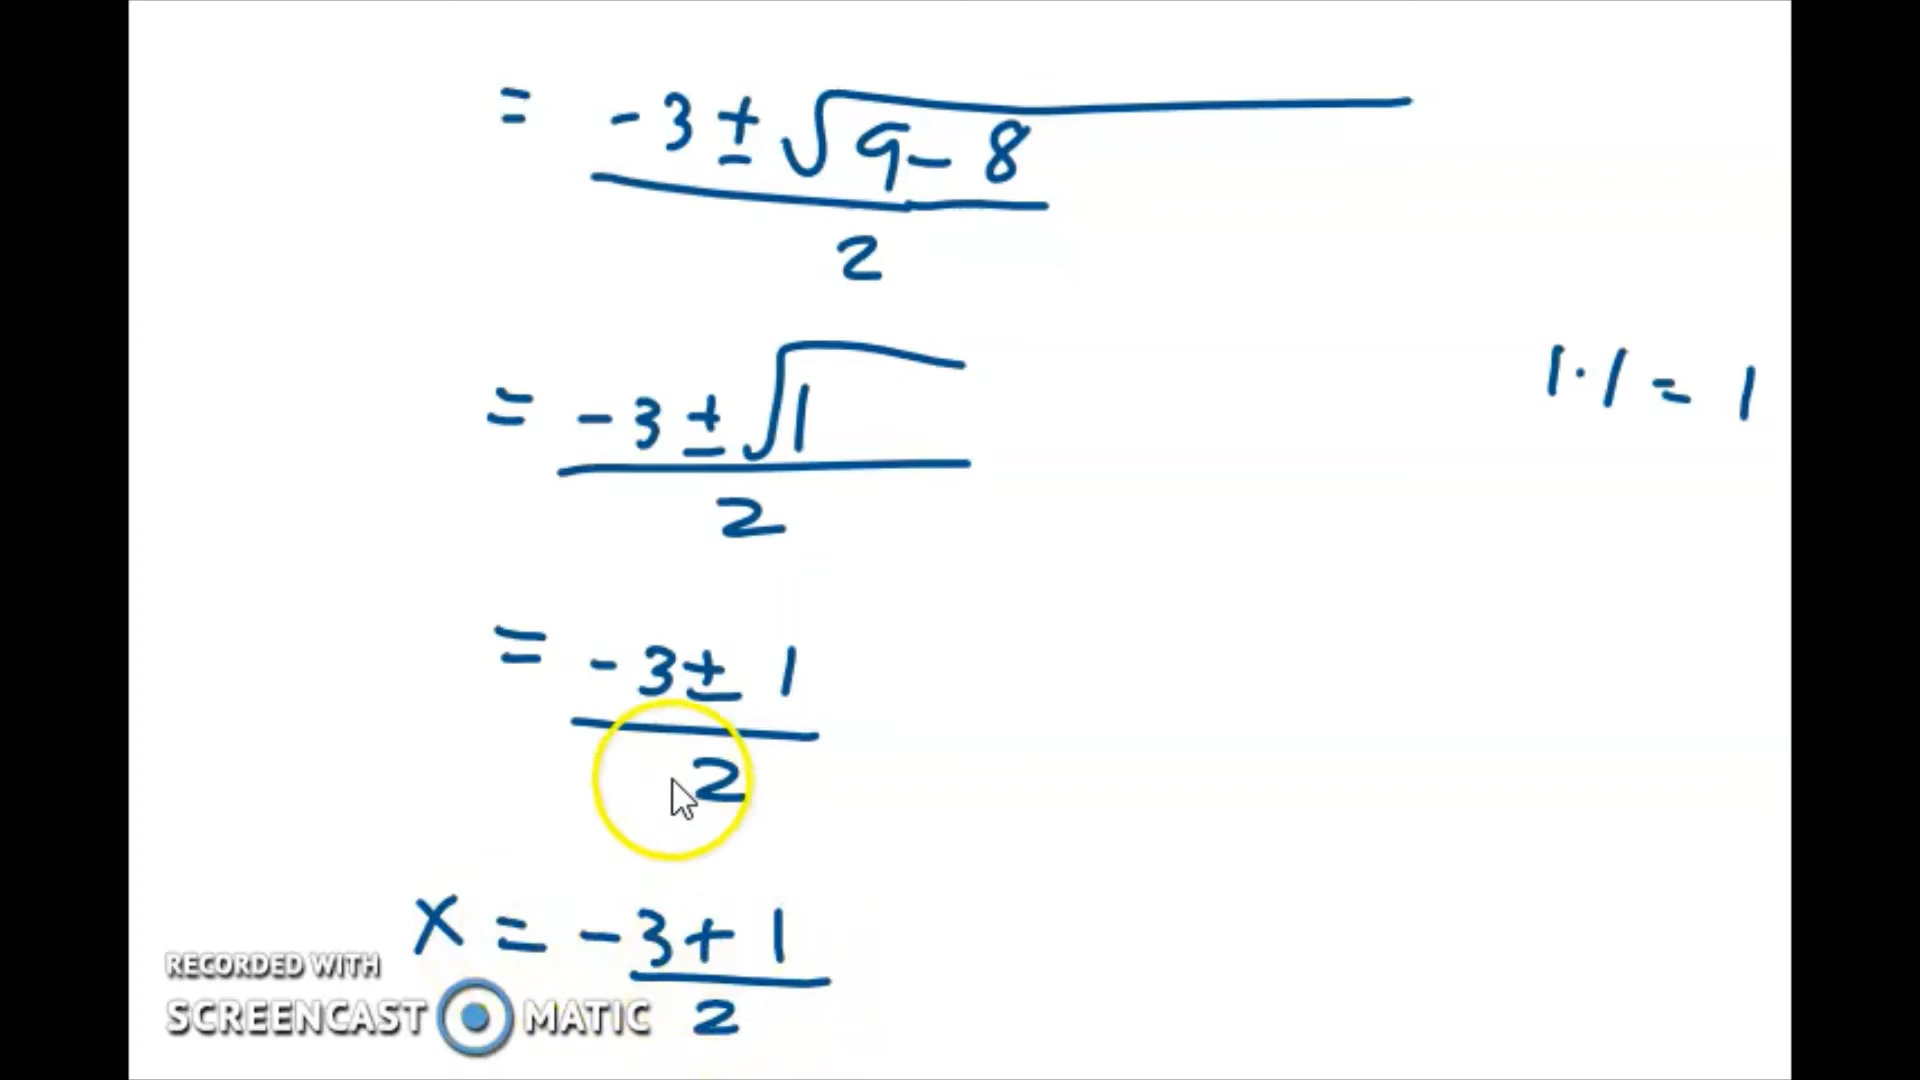 = -3 ± √9 - 8
2
= -3 ± √1
2
1 · 1 = 1
= -3 ± 1
2
x = -3 + 1
2
RECORDED WITH
SCREENCAST MATIC